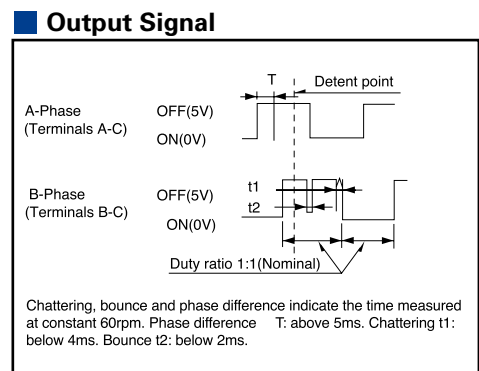 Output Signal
T
Detent point
A-Phase
(Terminals A-C)
OFF(5V)
ON(0V)
B-Phase
(Terminals B-C)
OFF(5V)
ON(0V)
t1
t2
Duty ratio 1:1(Nominal)
Chattering, bounce and phase difference indicate the time measured
at constant 60rpm. Phase difference T: above 5ms. Chattering t1:
below 4ms. Bounce t2: below 2ms.